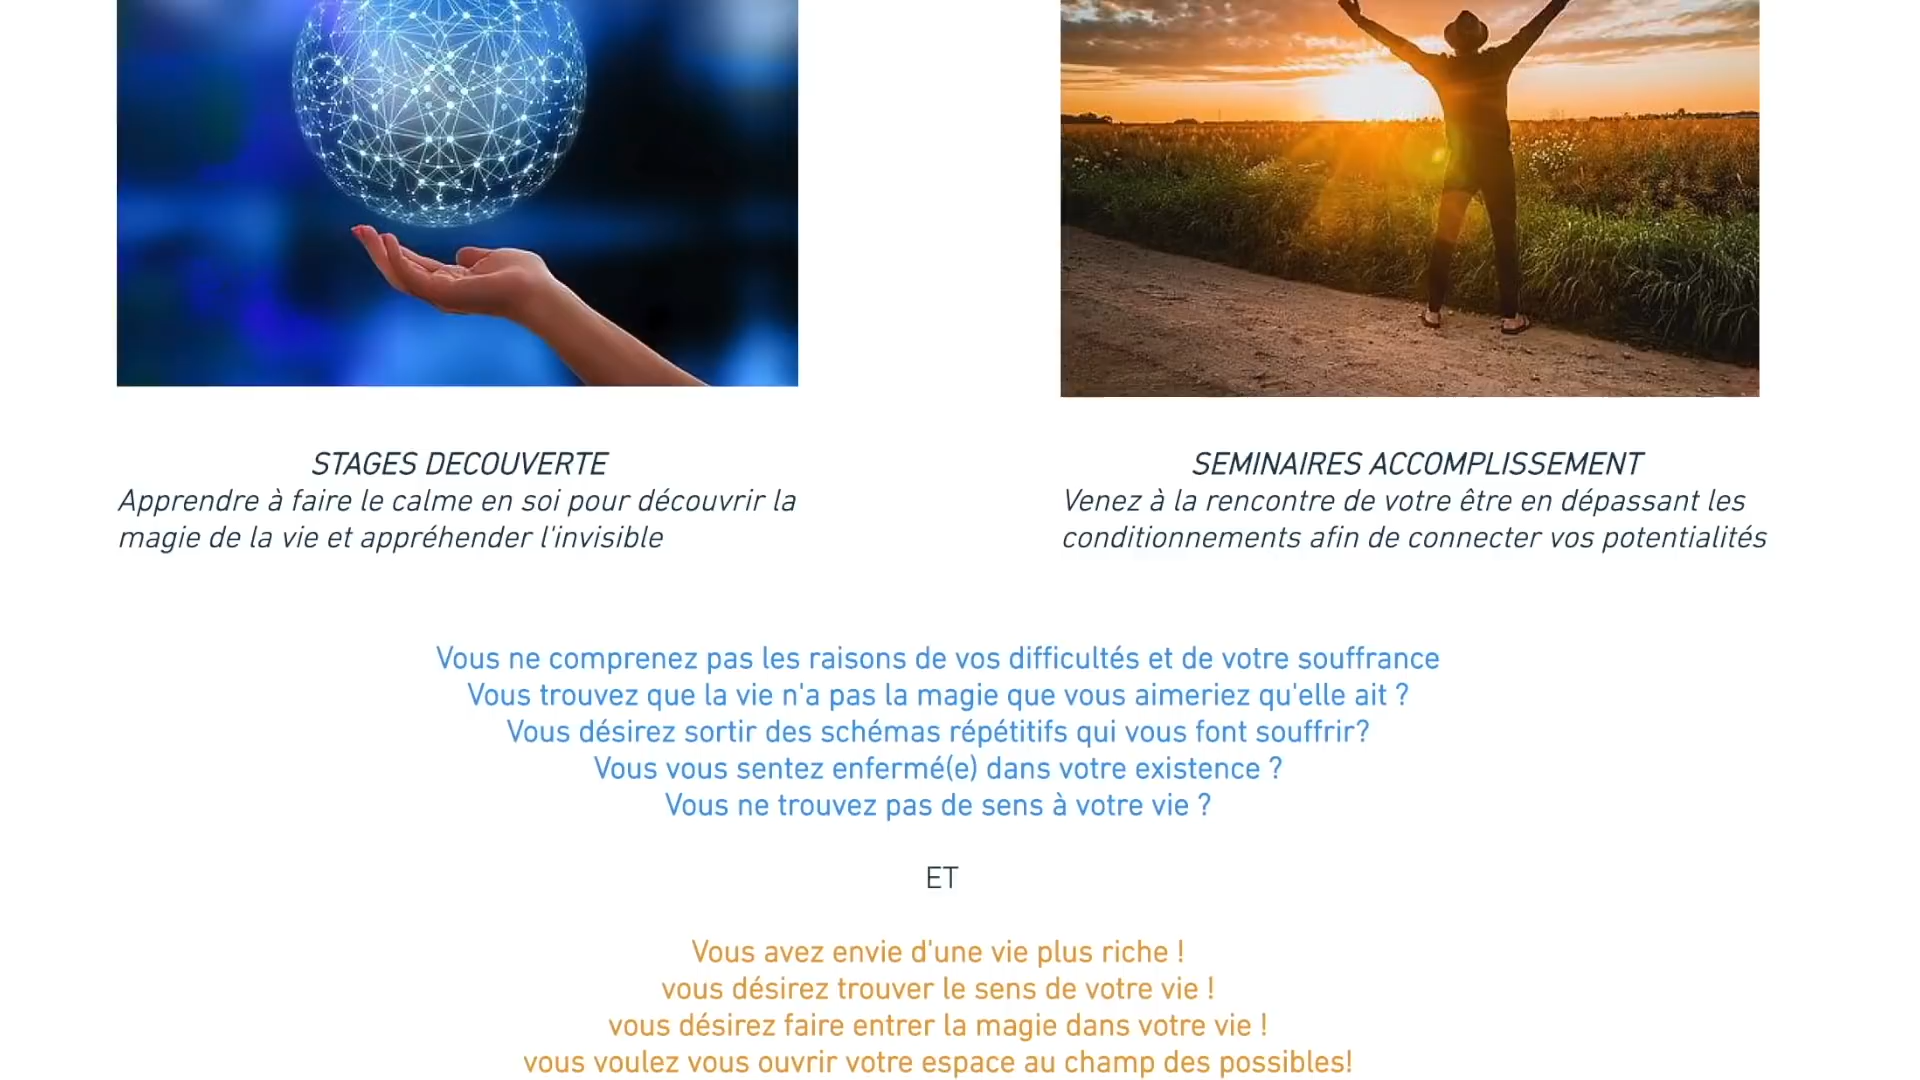 STAGES DECOUVERTE
Apprendre à faire le calme en soi pour découvrir la
magie de la vie et appréhender l'invisible
SEMINAIRES ACCOMPLISSEMENT
Venez à la rencontre de votre être en dépassant les
conditionnements afin de connecter vos potentialités
Vous ne comprenez pas les raisons de vos difficultés et de votre souffrance
Vous trouvez que la vie n'a pas la magie que vous aimeriez qu'elle ait ?
Vous désirez sortir des schémas répétitifs qui vous font souffrir?
Vous vous sentez enfermé(e) dans votre existence ?
Vous ne trouvez pas de sens à votre vie ?
ET
Vous avez envie d'une vie plus riche !
vous désirez trouver le sens de votre vie !
vous désirez faire entrer la magie dans votre vie !
vous voulez vous ouvrir votre espace au champ des possibles!